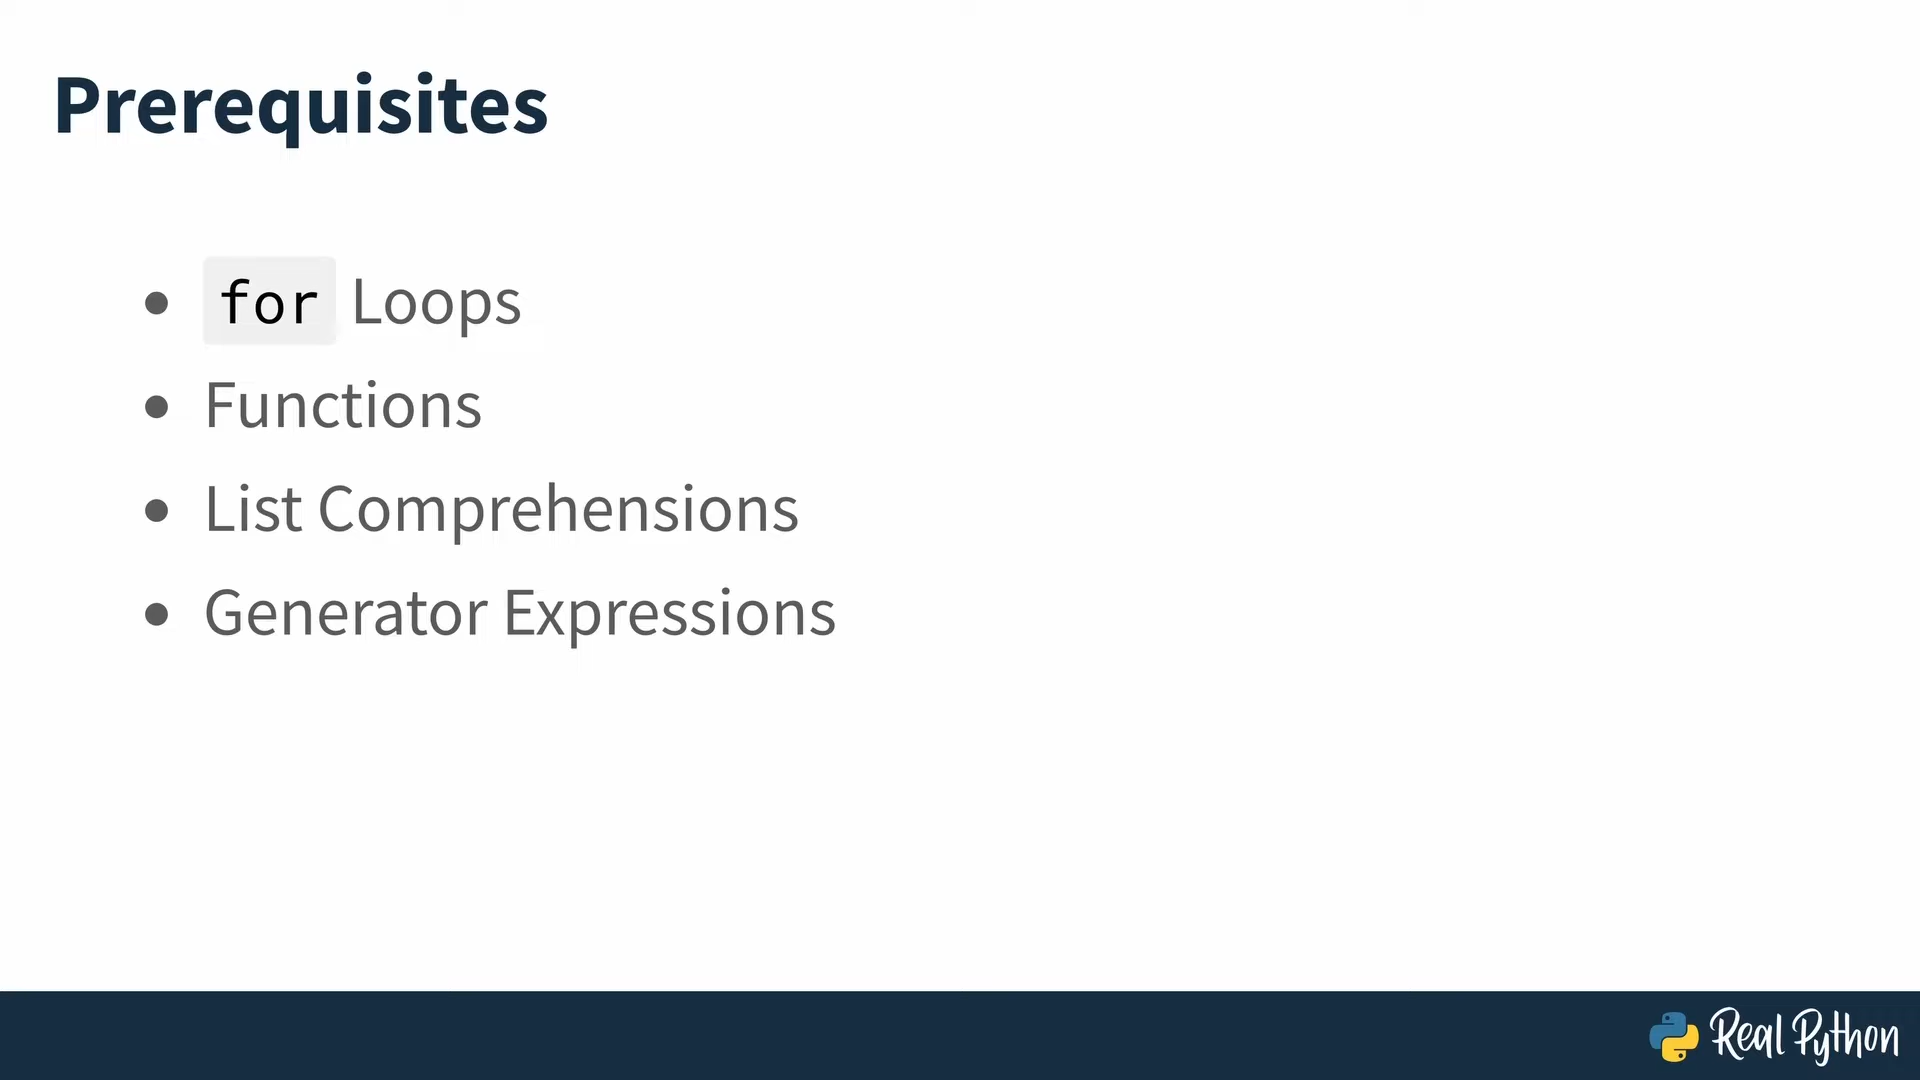 Prerequisites
for Loops
Functions
List Comprehensions
Generator Expressions
Real Python